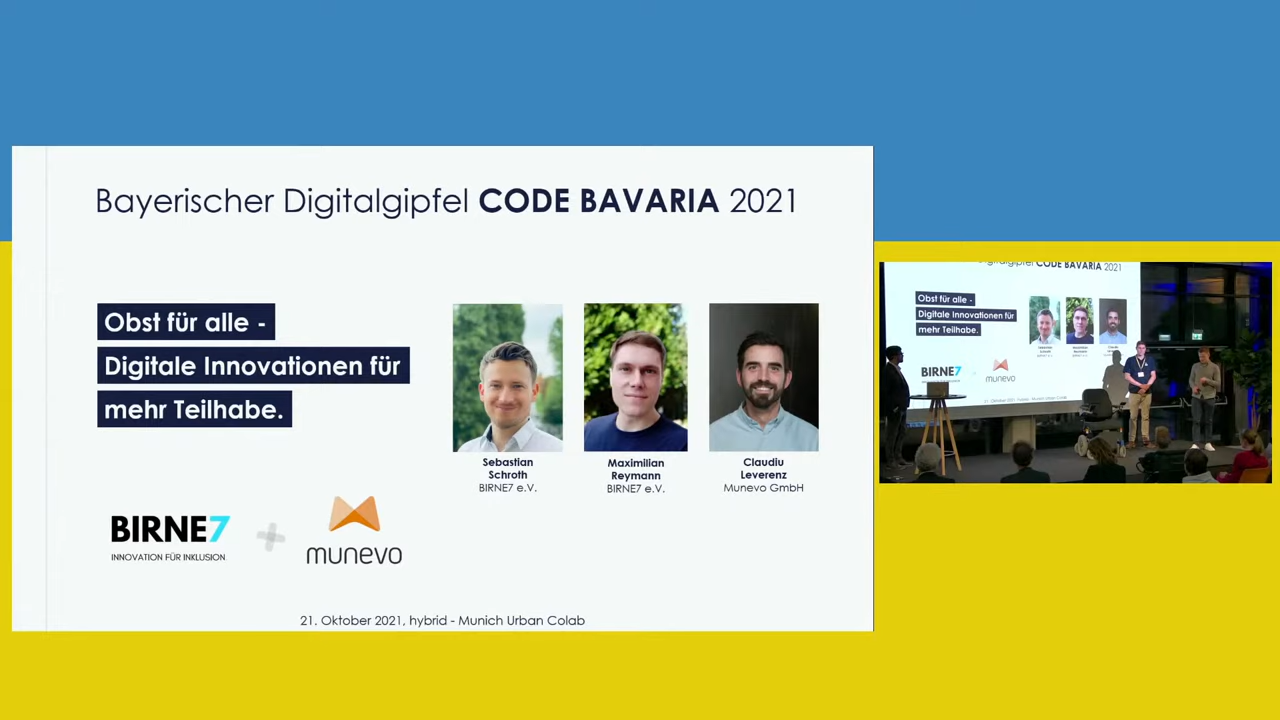 Bayerischer Digitalgipfel CODE BAVARIA 2021
Obst für alle -
Digitale Innovationen für
mehr Teilhabe.
Sebastian
Schroth
BIRNE7 e.V.
Maximilian
Reymann
BIRNE7 e.V.
Claudiu
Leverenz
Munevo GmbH
BIRNE7
INNOVATION FÜR INKLUSION
+
munevo
21. Oktober 2021, hybrid - Munich Urban Colab
CODE BAVARIA 2021
Obst für alle -
Digitale Innovationen für
mehr Teilhabe.
BIRNE7
munevo